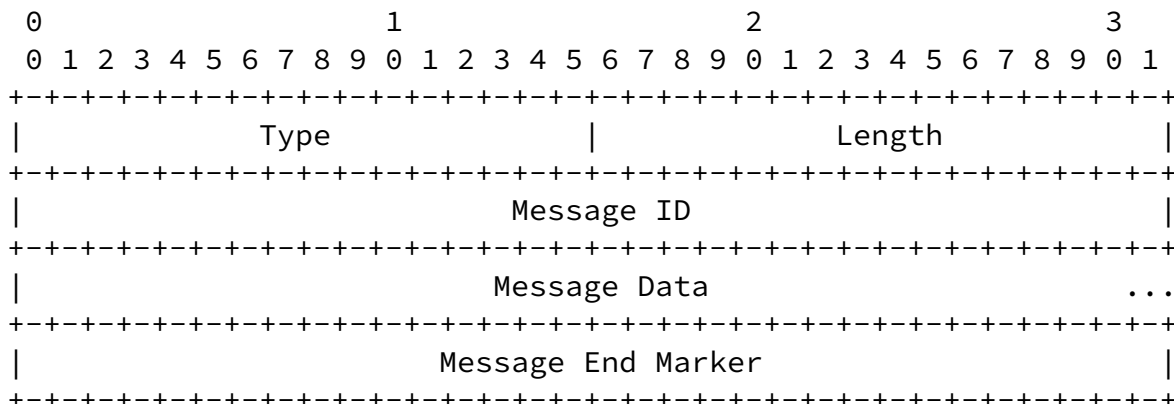 0                   1                   2                   3
 0 1 2 3 4 5 6 7 8 9 0 1 2 3 4 5 6 7 8 9 0 1 2 3 4 5 6 7 8 9 0 1
+-+-+-+-+-+-+-+-+-+-+-+-+-+-+-+-+-+-+-+-+-+-+-+-+-+-+-+-+-+-+-+-+
|             Type              |             Length            |
+-+-+-+-+-+-+-+-+-+-+-+-+-+-+-+-+-+-+-+-+-+-+-+-+-+-+-+-+-+-+-+-+
|                           Message ID                          |
+-+-+-+-+-+-+-+-+-+-+-+-+-+-+-+-+-+-+-+-+-+-+-+-+-+-+-+-+-+-+-+-+
|                          Message Data                       ...
+-+-+-+-+-+-+-+-+-+-+-+-+-+-+-+-+-+-+-+-+-+-+-+-+-+-+-+-+-+-+-+-+
|                       Message End Marker                      |
+-+-+-+-+-+-+-+-+-+-+-+-+-+-+-+-+-+-+-+-+-+-+-+-+-+-+-+-+-+-+-+-+